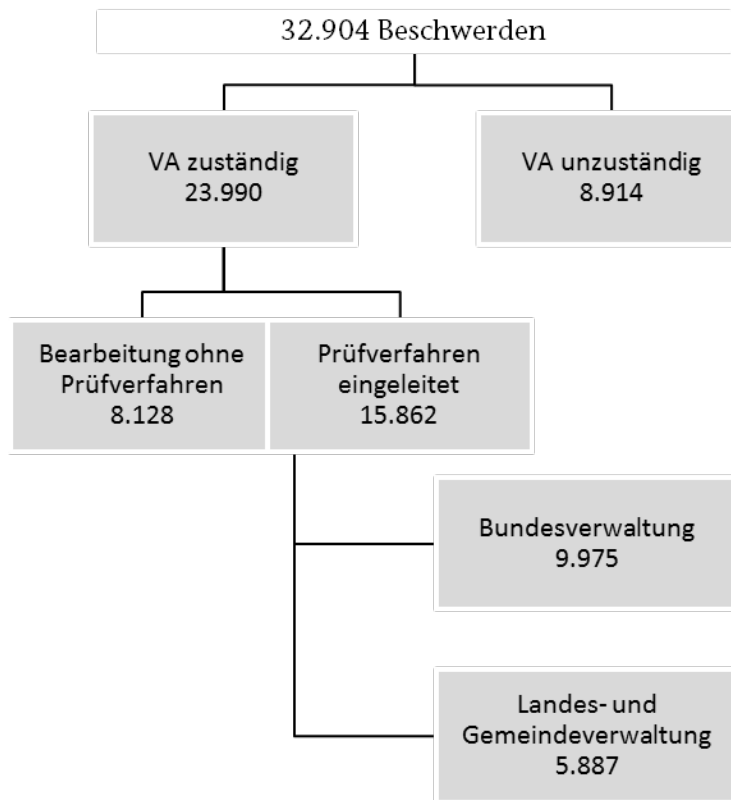 32.904 Beschwerden
VA zuständig
23.990
VA unzuständig
8.914
Bearbeitung ohne
Prüfverfahren
8.128
Prüfverfahren
eingeleitet
15.862
Bundesverwaltung
9.975
Landes- und
Gemeindeverwaltung
5.887